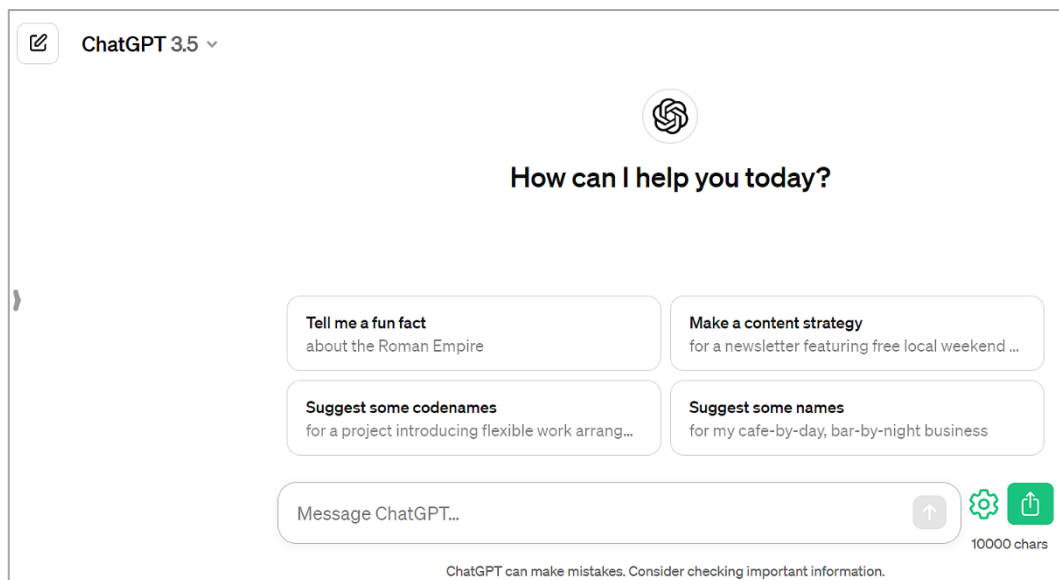 ChatGPT 3.5
How can I help you today?
Tell me a fun fact
about the Roman Empire
Make a content strategy
for a newsletter featuring free local weekend ...
Suggest some codenames
for a project introducing flexible work arrang...
Suggest some names
for my cafe-by-day, bar-by-night business
Message ChatGPT...
10000 chars
ChatGPT can make mistakes. Consider checking important information.